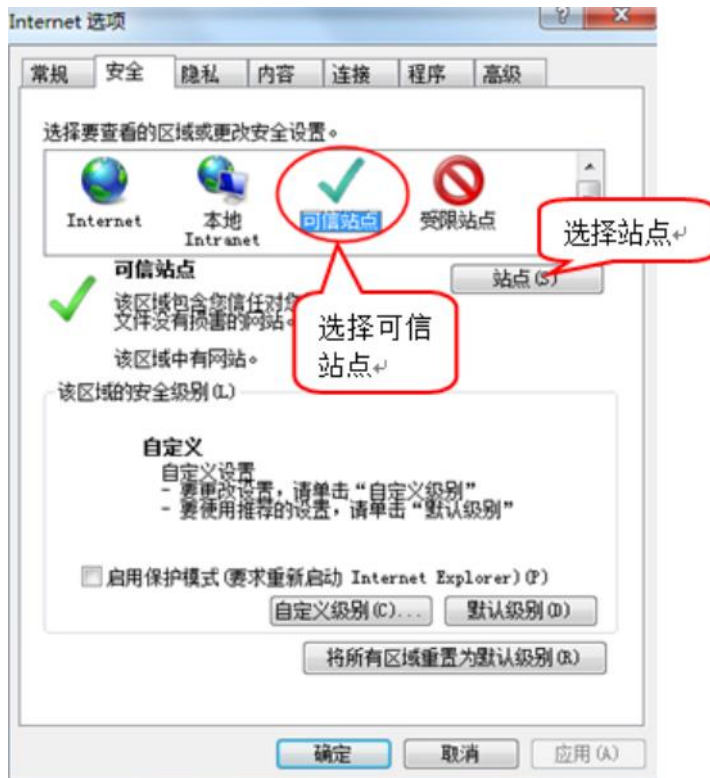 Internet 选项
常规 安全 隐私 内容 连接 程序 高级
选择要查看的区域或更改安全设置。
Internet 本地 Intranet 可信站点 受限站点
选择站点
可信站点
站点(S)
该区域包含您信任对您
文件没有损害的网站。
选择可信
站点
该区域中有网站。
该区域的安全级别(L)
自定义
自定义设置
- 要更改设置，请单击“自定义级别”
- 要使用推荐的设置，请单击“默认级别”
启用保护模式(要求重新启动 Internet Explorer)(P)
自定义级别(C)... 默认级别(D)
将所有区域重置为默认级别(R)
确定 取消 应用(A)